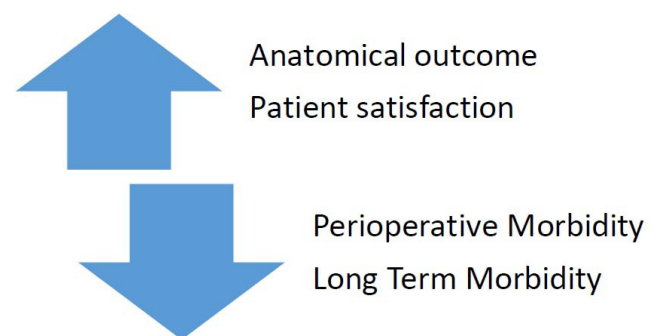 Anatomical outcome
Patient satisfaction
Perioperative Morbidity
Long Term Morbidity